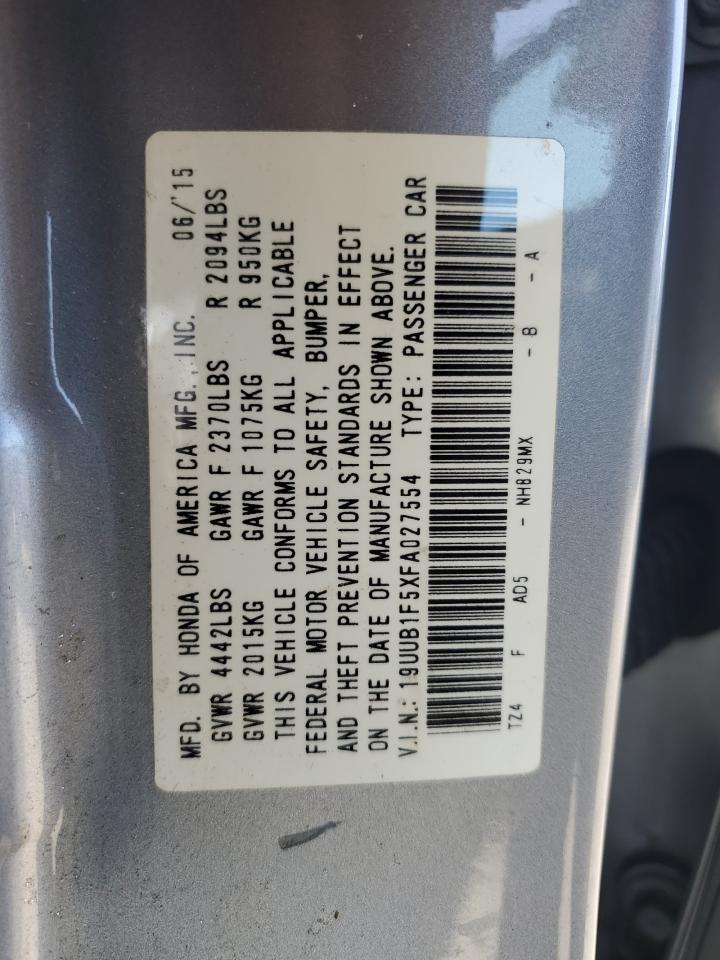 MFD. BY HONDA OF AMERICA MFG., INC. 06/'15
GVWR 4442LBS GAWR F 2370LBS R 2094LBS
GVWR 2015KG GAWR F 1075KG R 950KG
THIS VEHICLE CONFORMS TO ALL APPLICABLE
FEDERAL MOTOR VEHICLE SAFETY, BUMPER,
AND THEFT PREVENTION STANDARDS IN EFFECT
ON THE DATE OF MANUFACTURE SHOWN ABOVE.
V.I.N.: 19UUB1F5XFA027554 TYPE: PASSENGER CAR
TZ4 F AD5 - NH829MX - B - A